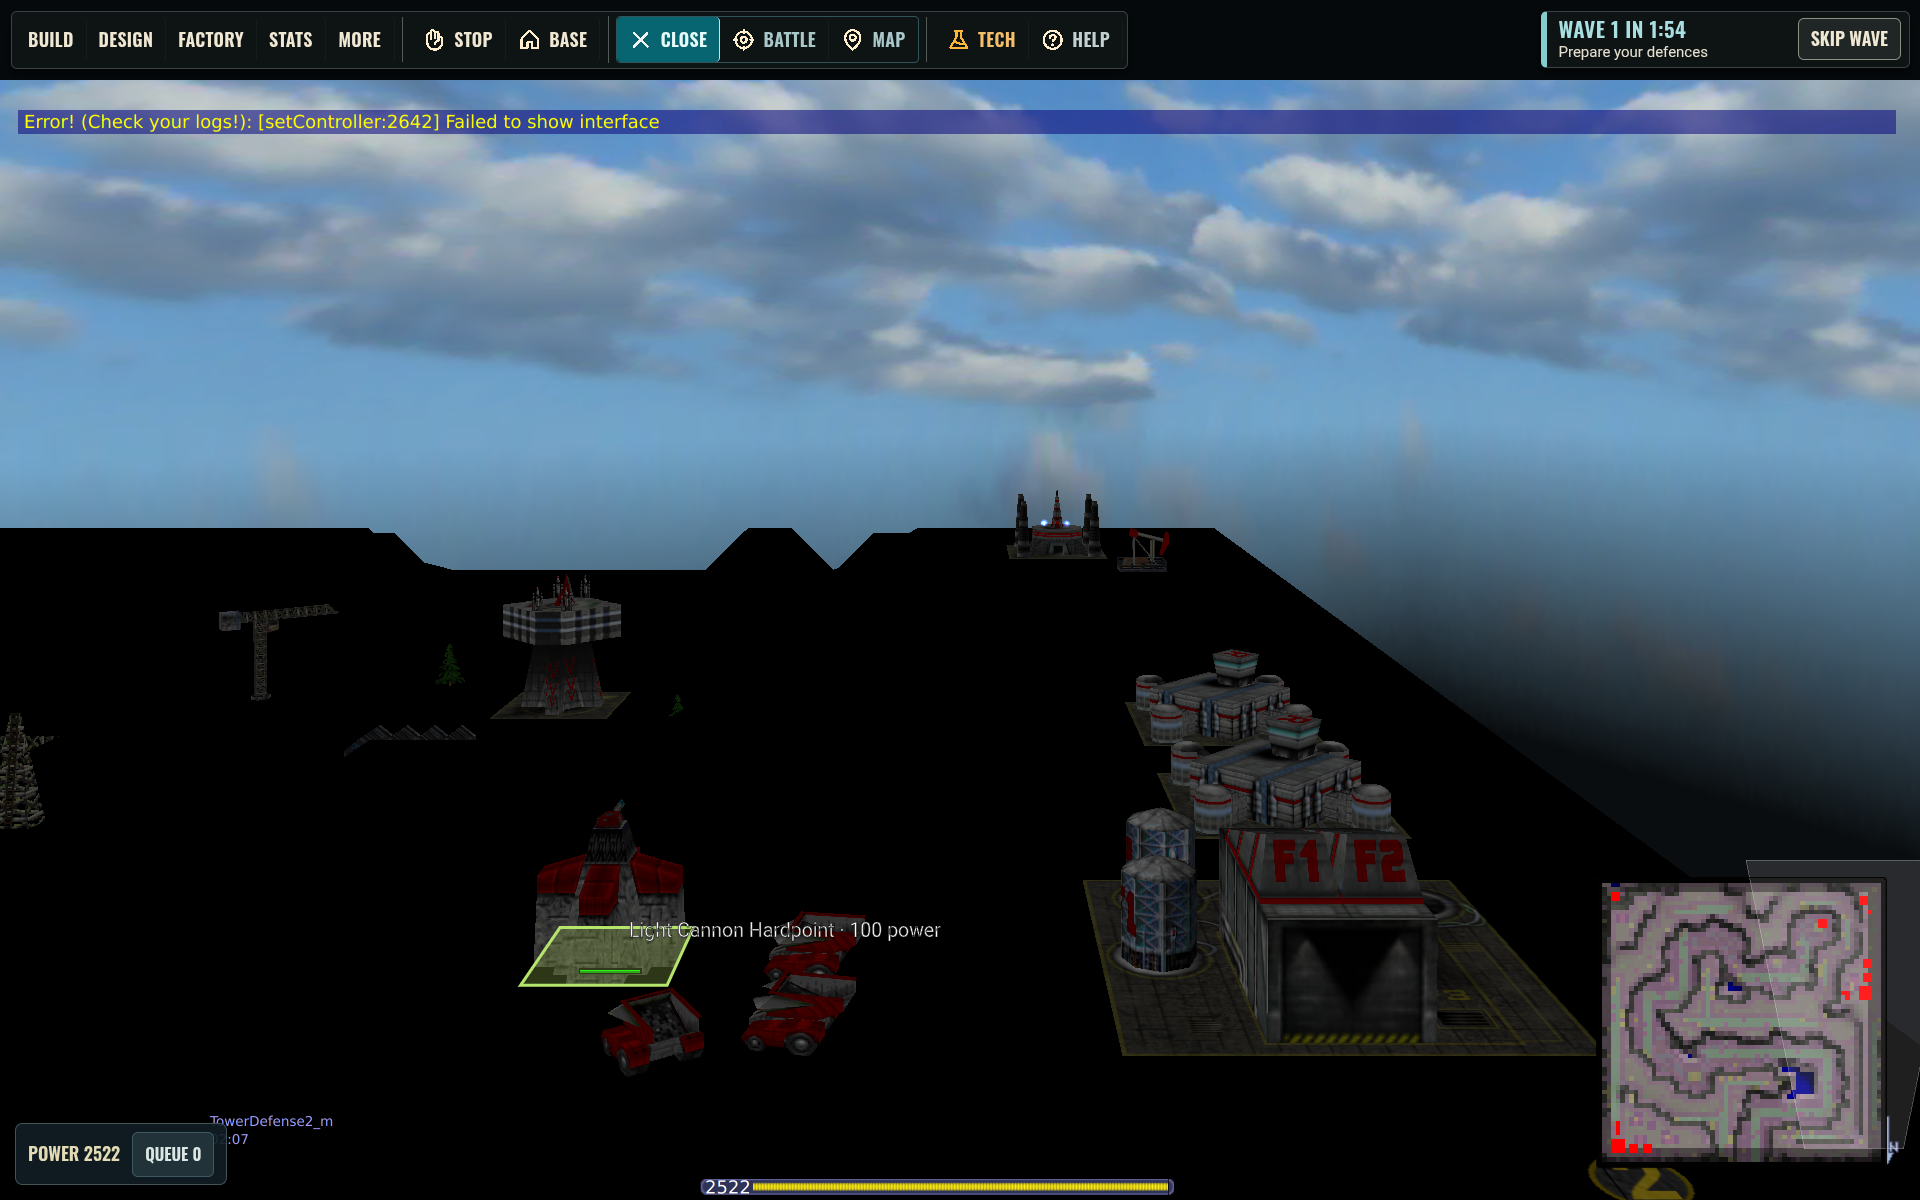 BUILD DESIGN FACTORY STATS MORE STOP BASE CLOSE BATTLE MAP TECH HELP
WAVE 1 IN 1:54
Prepare your defences
SKIP WAVE
Error! (Check your logs!): [setController:2642] Failed to show interface
F1 F2
Light Cannon Hardpoint · 100 power
TowerDefense2_m
:07
POWER 2522 QUEUE 0
2522
N
2